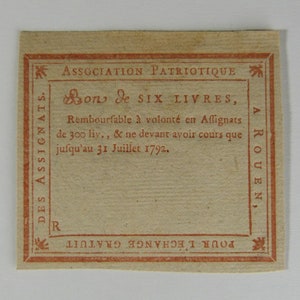 ASSOCIATION PATRIOTIQUE
A ROUEN,
POUR L'ECHANGE GRATUIT
DES ASSIGNATS.
Bon de SIX LIVRES,
Remboursable à volonté en Assignats
de 300 liv., & ne devant avoir cours que
jusqu'au 31 Juillet 1792.
R